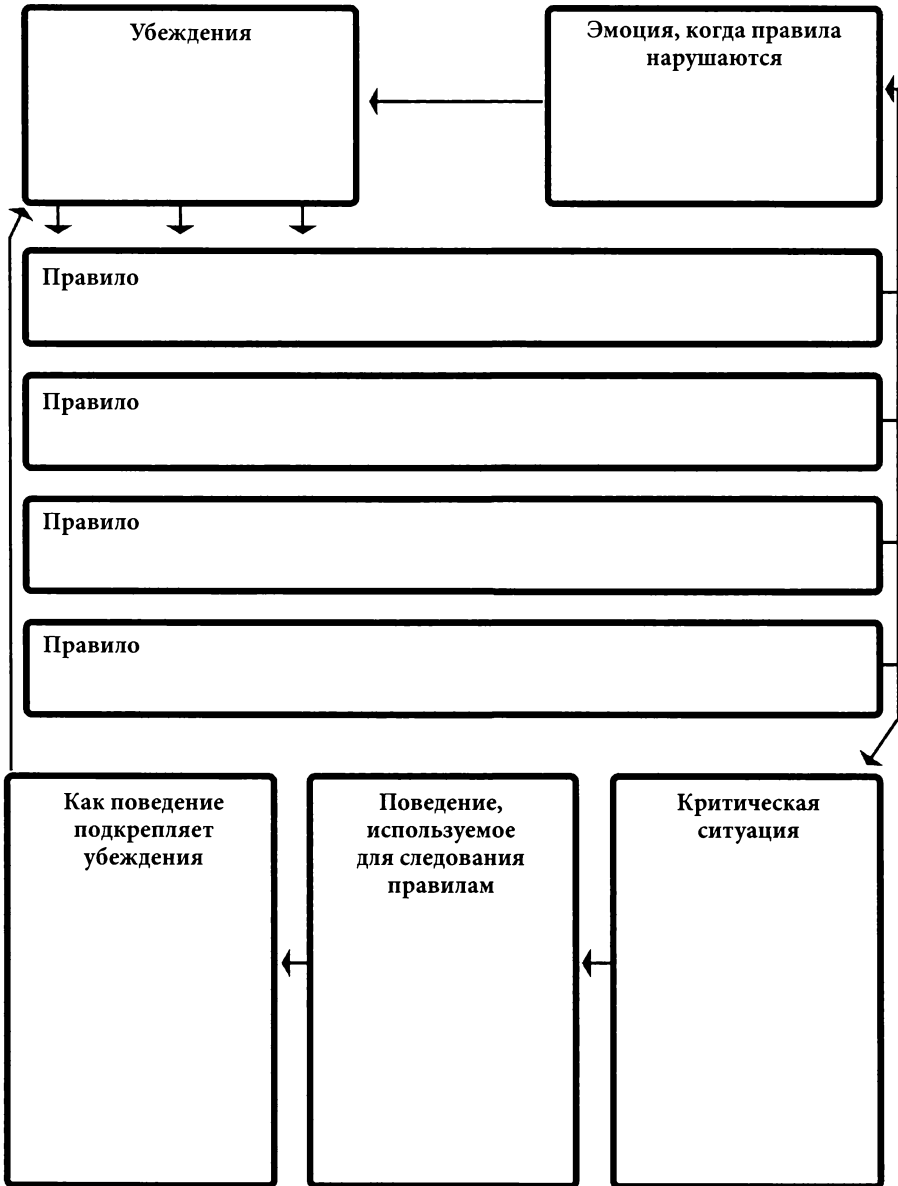 Убеждения
Эмоция, когда правила
нарушаются
Правило
Правило
Правило
Правило
Как поведение
подкрепляет
убеждения
Поведение,
используемое
для следования
правилам
Критическая
ситуация